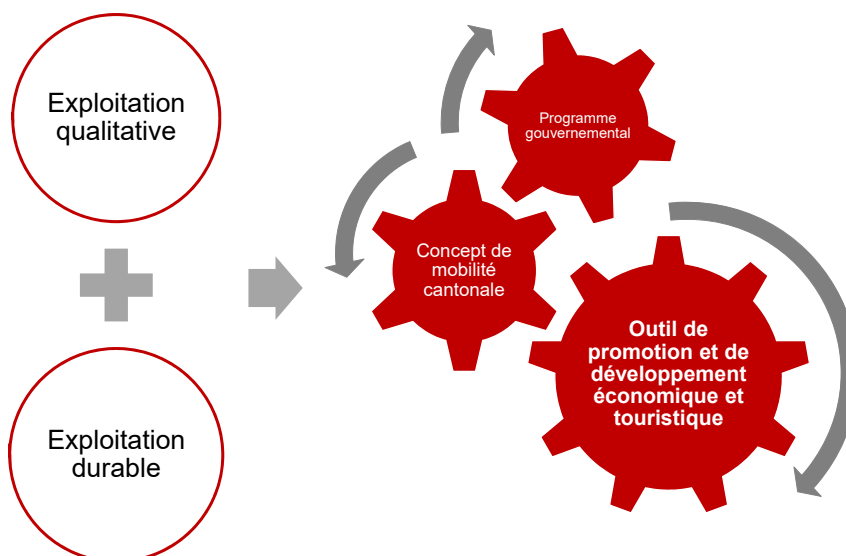 Exploitation
qualitative
Exploitation
durable
Programme
gouvernemental
Concept de
mobilité
cantonale
Outil de
promotion et de
développement
économique et
touristique